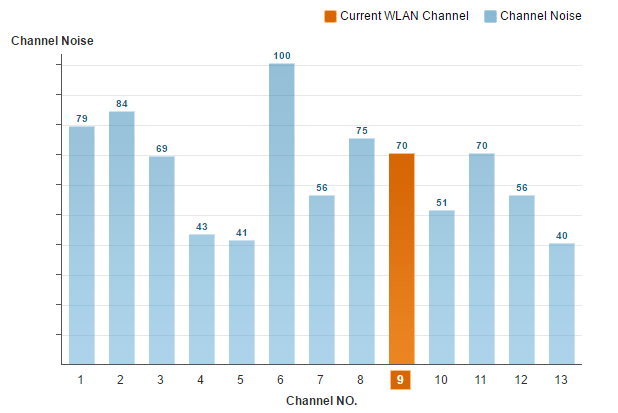 Current WLAN Channel Channel Noise
Channel Noise
79 84 69 43 41 100 56 75 70 51 70 56 40
1 2 3 4 5 6 7 8 9 10 11 12 13
Channel NO.